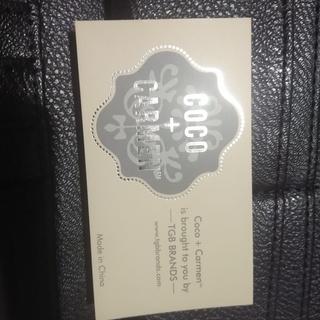 COCO
+
CARMEN™
Coco + Carmen™
is brought to you by
— TGB BRANDS —
www.tgbbrands.com
Made in China